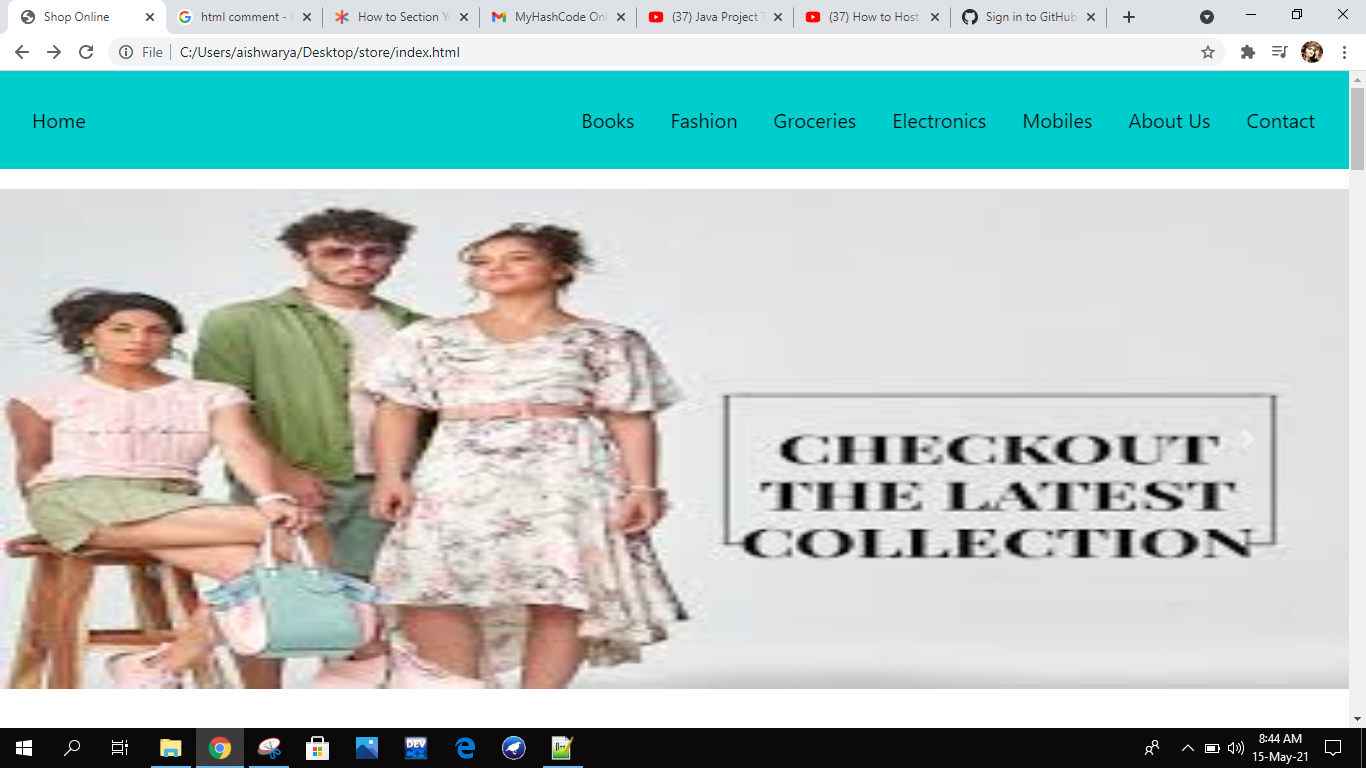 Shop Online
html comment - G
How to Section Yo
MyHashCode Onl
(37) Java Project T
(37) How to Host
Sign in to GitHub
File C:/Users/aishwarya/Desktop/store/index.html
Home Books Fashion Groceries Electronics Mobiles About Us Contact
CHECKOUT
THE LATEST
COLLECTION
DEV
C++
8:44 AM
15-May-21